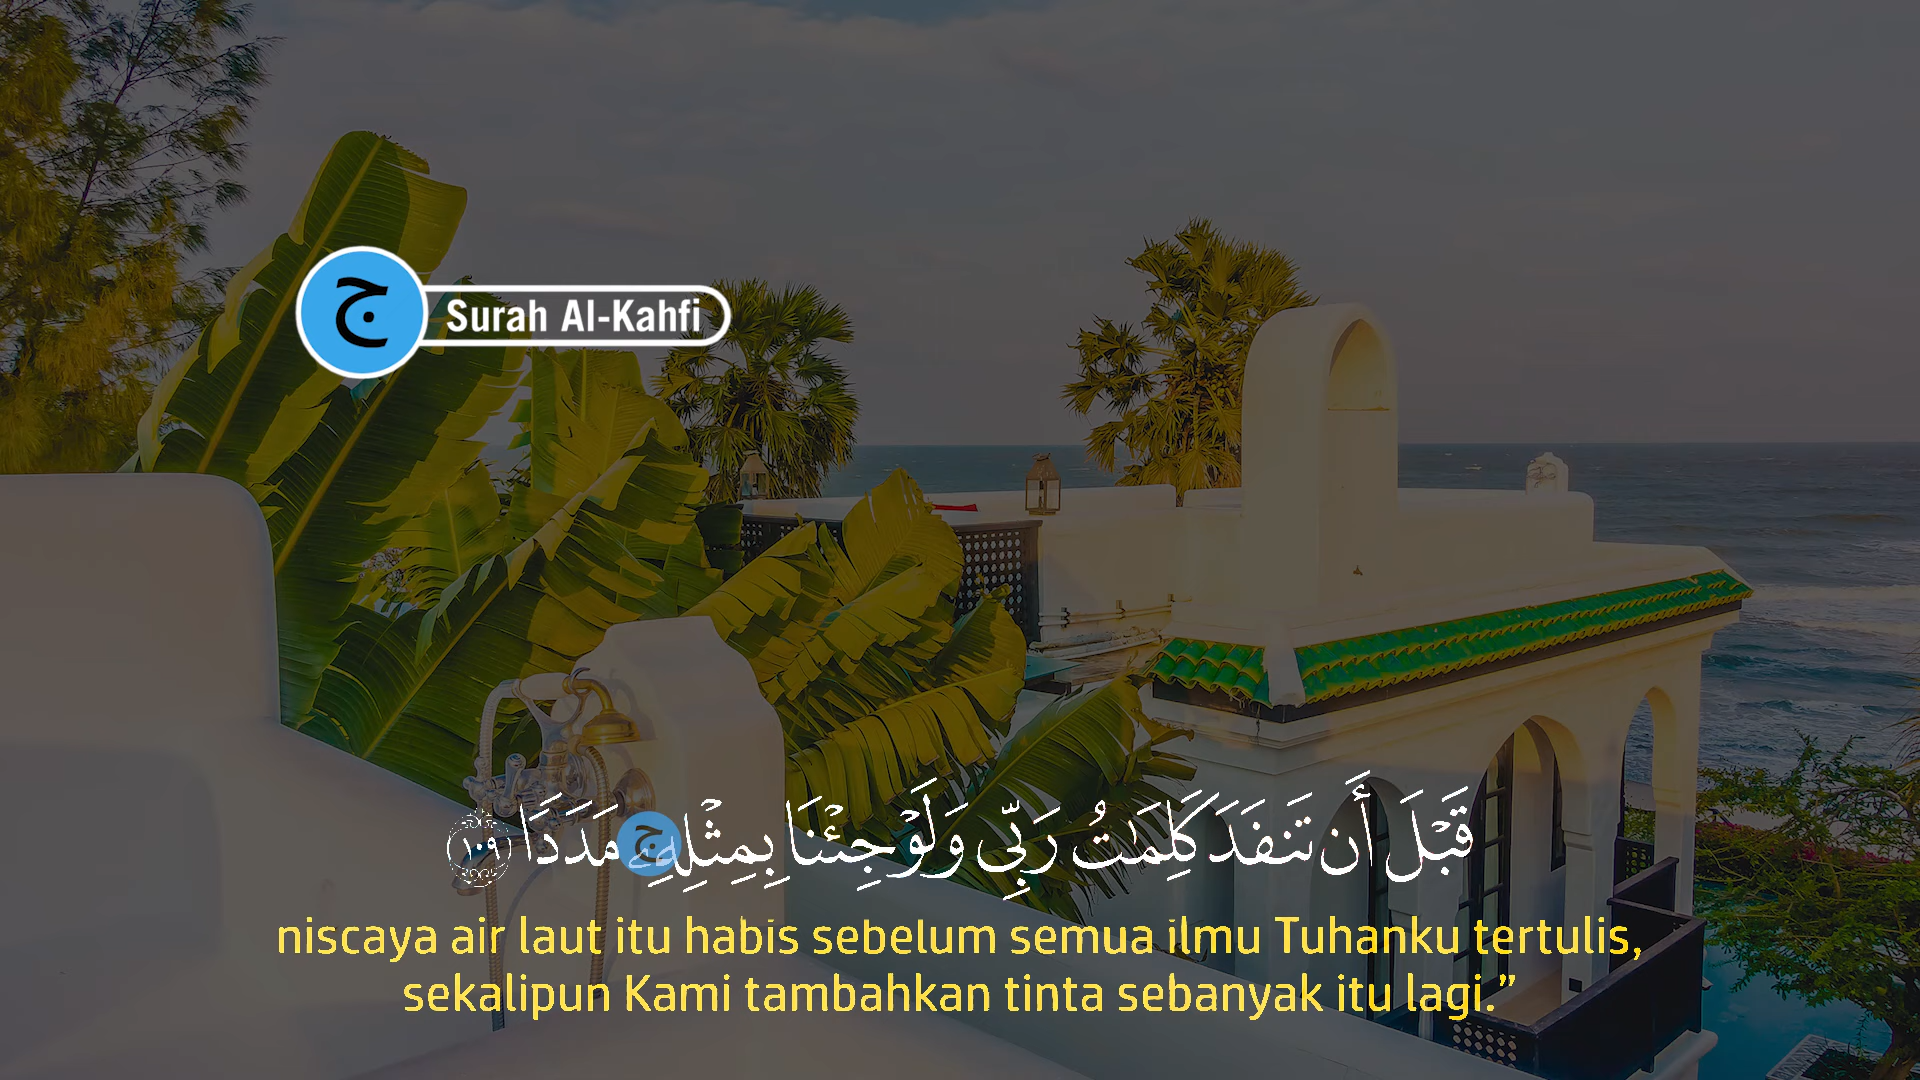 ج
Surah Al-Kahfi
قَبْلَ أَن تَنفَدَ كَلِمَٰتُ رَبِّى وَلَوْ جِئْنَا بِمِثْلِهِۦ مَدَدًا ١٠٩
ج
niscaya air laut itu habis sebelum semua ilmu Tuhanku tertulis,
sekalipun Kami tambahkan tinta sebanyak itu lagi.”